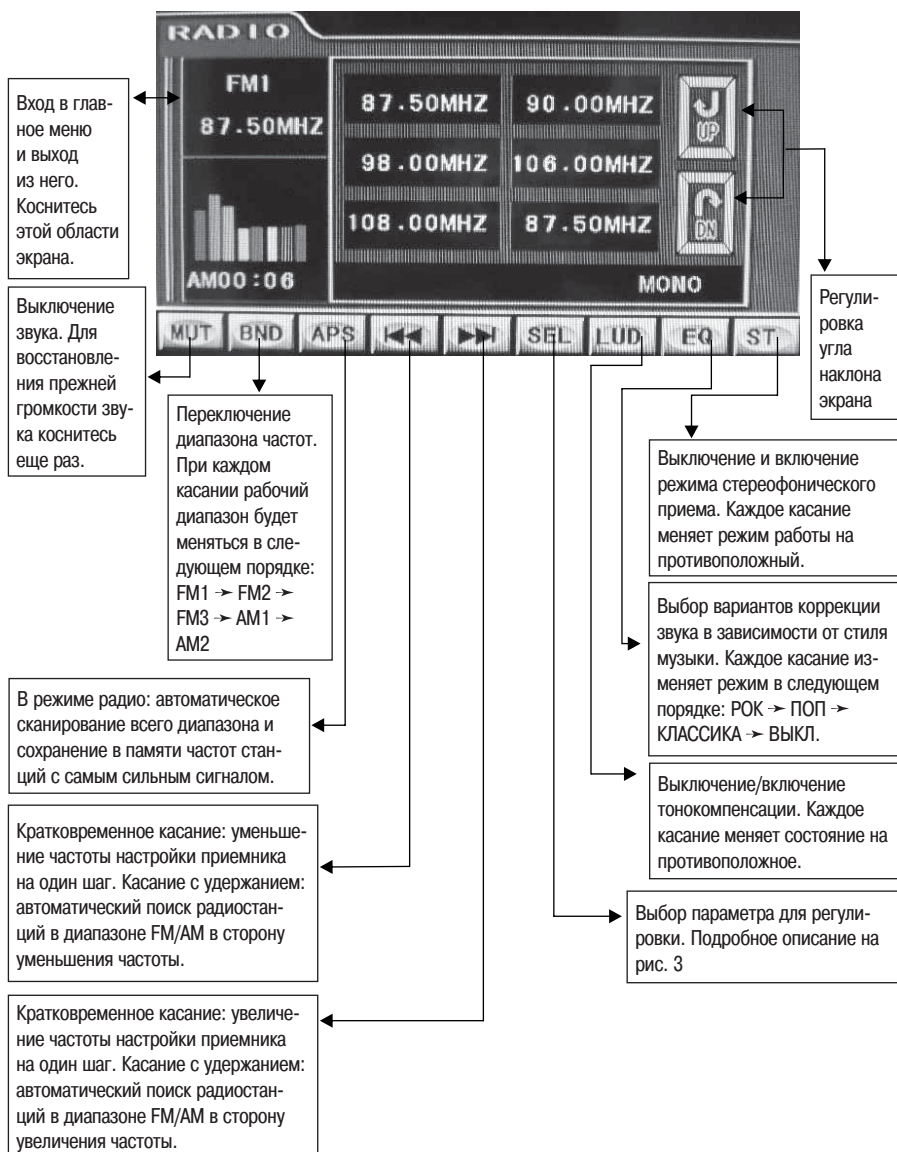 RADIO
FM1
87.50MHZ
87.50MHZ
90.00MHZ
98.00MHZ
106.00MHZ
108.00MHZ
87.50MHZ
UP
DN
AM00:06
MONO
MUT
BND
APS
SEL
LUD
EQ
ST
Вход в глав-
ное меню
и выход
из него.
Коснитесь
этой области
экрана.
Выключение
звука. Для
восстановле-
ния прежней
громкости зву-
ка коснитесь
еще раз.
Переключение
диапазона частот.
При каждом
касании рабочий
диапазон будет
меняться в сле-
дующем порядке:
FM1 → FM2 →
FM3 → AM1 →
AM2
Регули-
ровка
угла
наклона
экрана
Выключение и включение
режима стереофонического
приема. Каждое касание
меняет режим работы на
противоположный.
Выбор вариантов коррекции
звука в зависимости от стиля
музыки. Каждое касание из-
меняет режим в следующем
порядке: РОК → ПОП →
КЛАССИКА → ВЫКЛ.
В режиме радио: автоматическое
сканирование всего диапазона и
сохранение в памяти частот стан-
ций с самым сильным сигналом.
Выключение/включение
тонокомпенсации. Каждое
касание меняет состояние на
противоположное.
Кратковременное касание: уменьше-
ние частоты настройки приемника
на один шаг. Касание с удержанием:
автоматический поиск радиостан-
ций в диапазоне FM/AM в сторону
уменьшения частоты.
Выбор параметра для регули-
ровки. Подробное описание на
рис. 3
Кратковременное касание: увеличе-
ние частоты настройки приемника
на один шаг. Касание с удержанием:
автоматический поиск радиостан-
ций в диапазоне FM/AM в сторону
увеличения частоты.